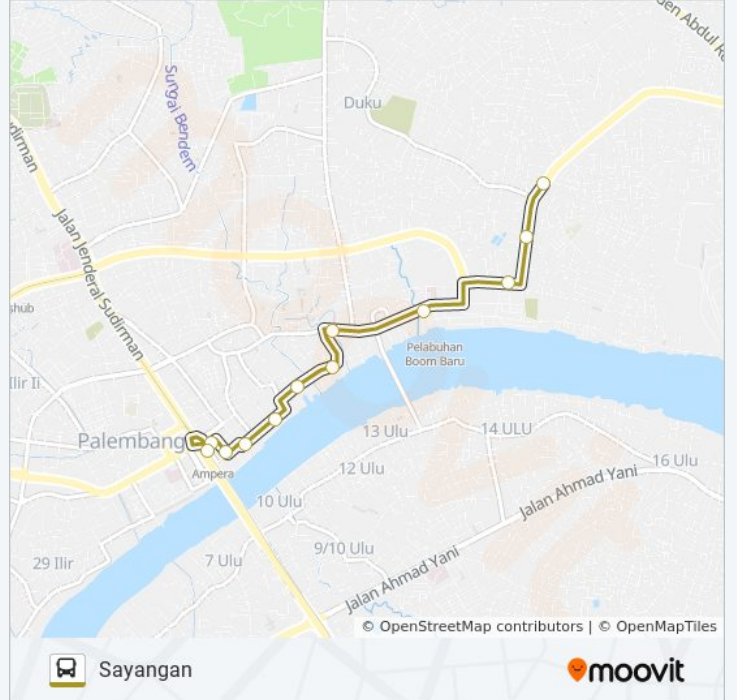 en Abdul R
Duku
Sungai Bendem
dirman
Jalan Jenderal Sudirman
shub
Pelabuhan
Boom Baru
Ilir Ii
Palembang
13 Ulu
14 ULU
Ampera
12 Ulu
16 Ulu
10 Ulu
Jalan Ahmad Yani
9/10 Ulu
29 Ilir
7 Ulu
Jalan Ahmad Yani
© OpenStreetMap contributors | © OpenMapTiles
Sayangan
moovit